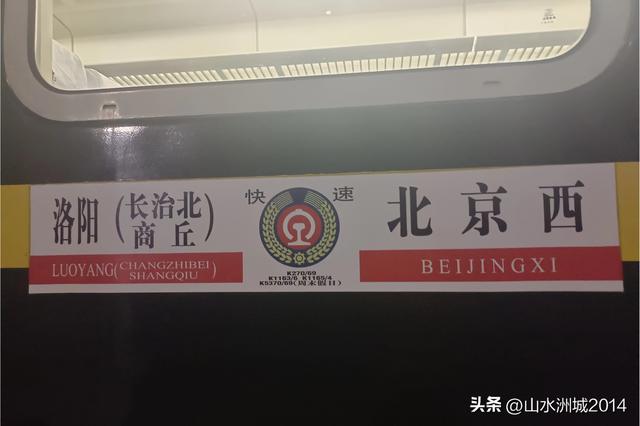 洛阳（长治北
商丘）
LUOYANG(CHANGZHIBEI
SHANGQIU)
快速
K270/69
K1163/6 K1165/4
K5370/69(周末假日)
北京西
BEIJINGXI
头条 @山水洲城2014